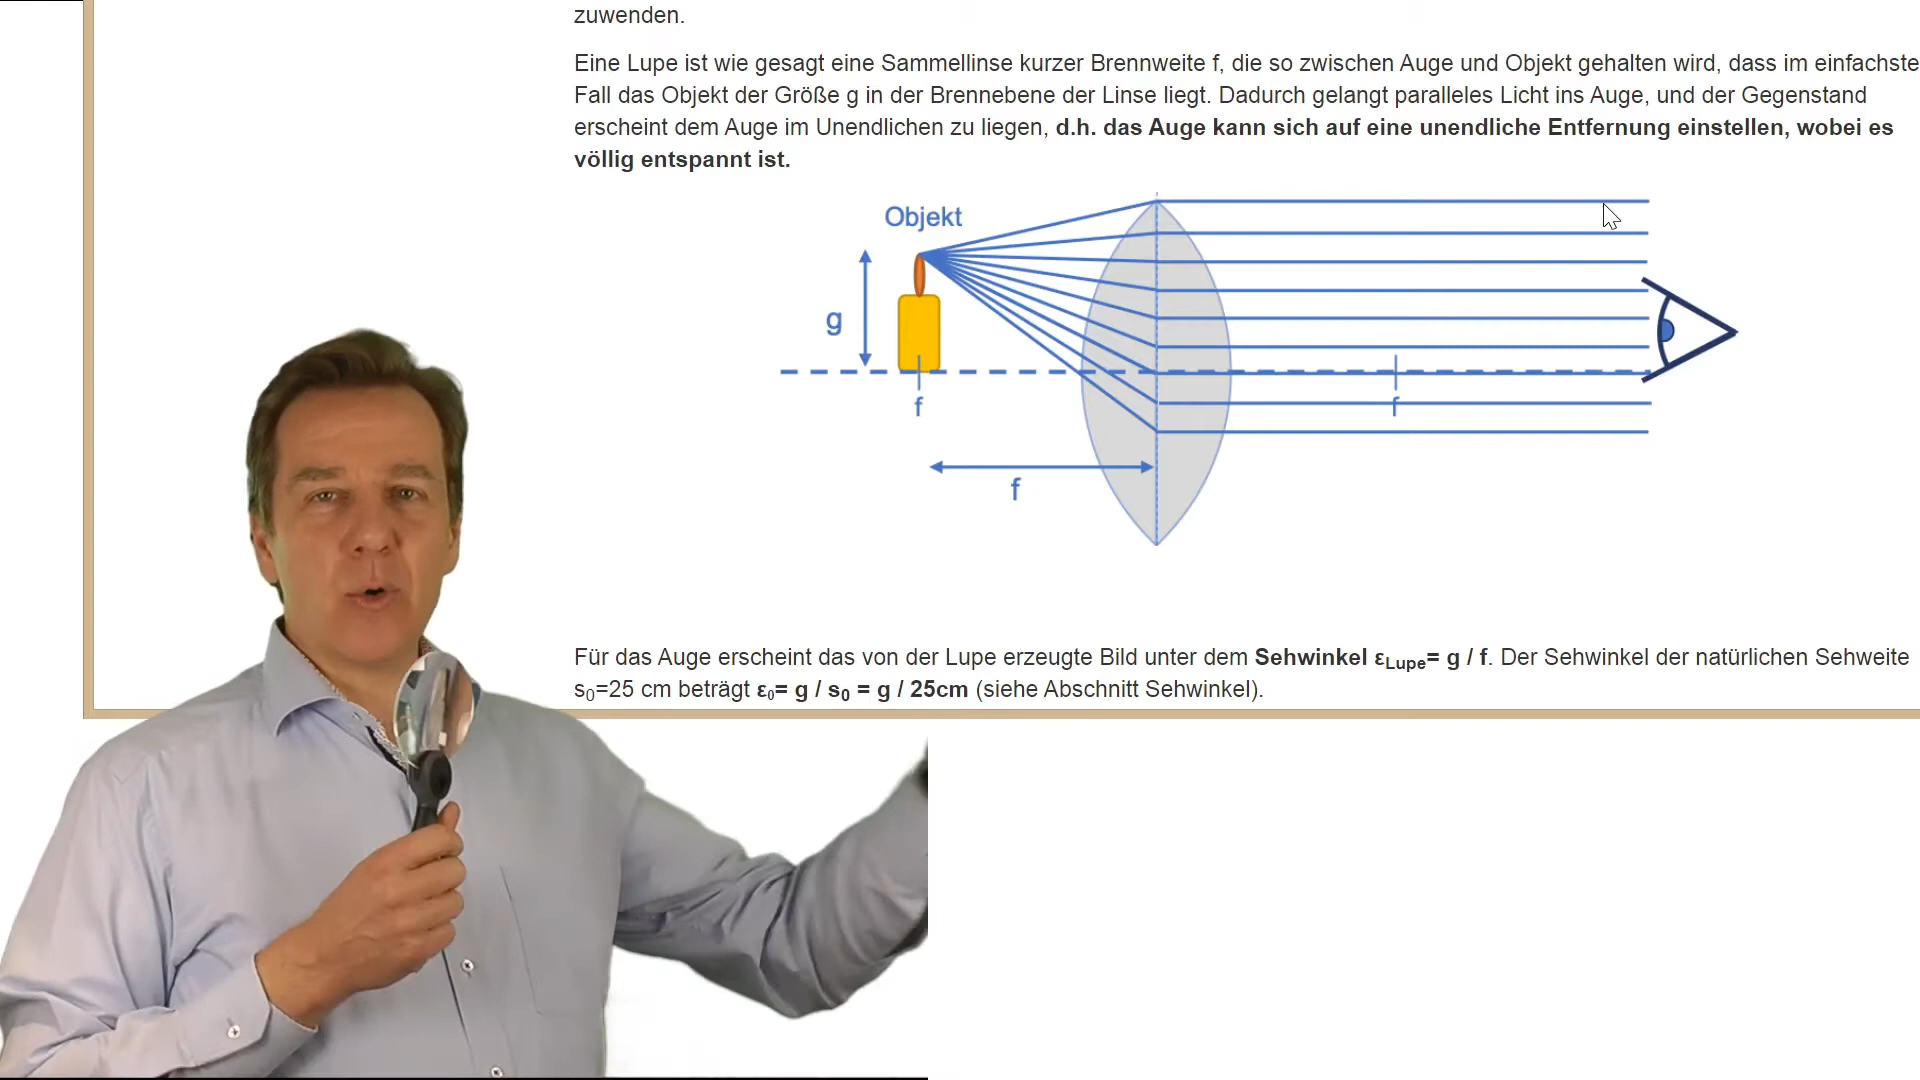 zuwenden.
Eine Lupe ist wie gesagt eine Sammellinse kurzer Brennweite f, die so zwischen Auge und Objekt gehalten wird, dass im einfachste
Fall das Objekt der Größe g in der Brennebene der Linse liegt. Dadurch gelangt paralleles Licht ins Auge, und der Gegenstand
erscheint dem Auge im Unendlichen zu liegen, d.h. das Auge kann sich auf eine unendliche Entfernung einstellen, wobei es
völlig entspannt ist.
Objekt
g
f
f
f
Für das Auge erscheint das von der Lupe erzeugte Bild unter dem Sehwinkel εLupe= g / f. Der Sehwinkel der natürlichen Sehweite
s0=25 cm beträgt ε0= g / s0 = g / 25cm (siehe Abschnitt Sehwinkel).